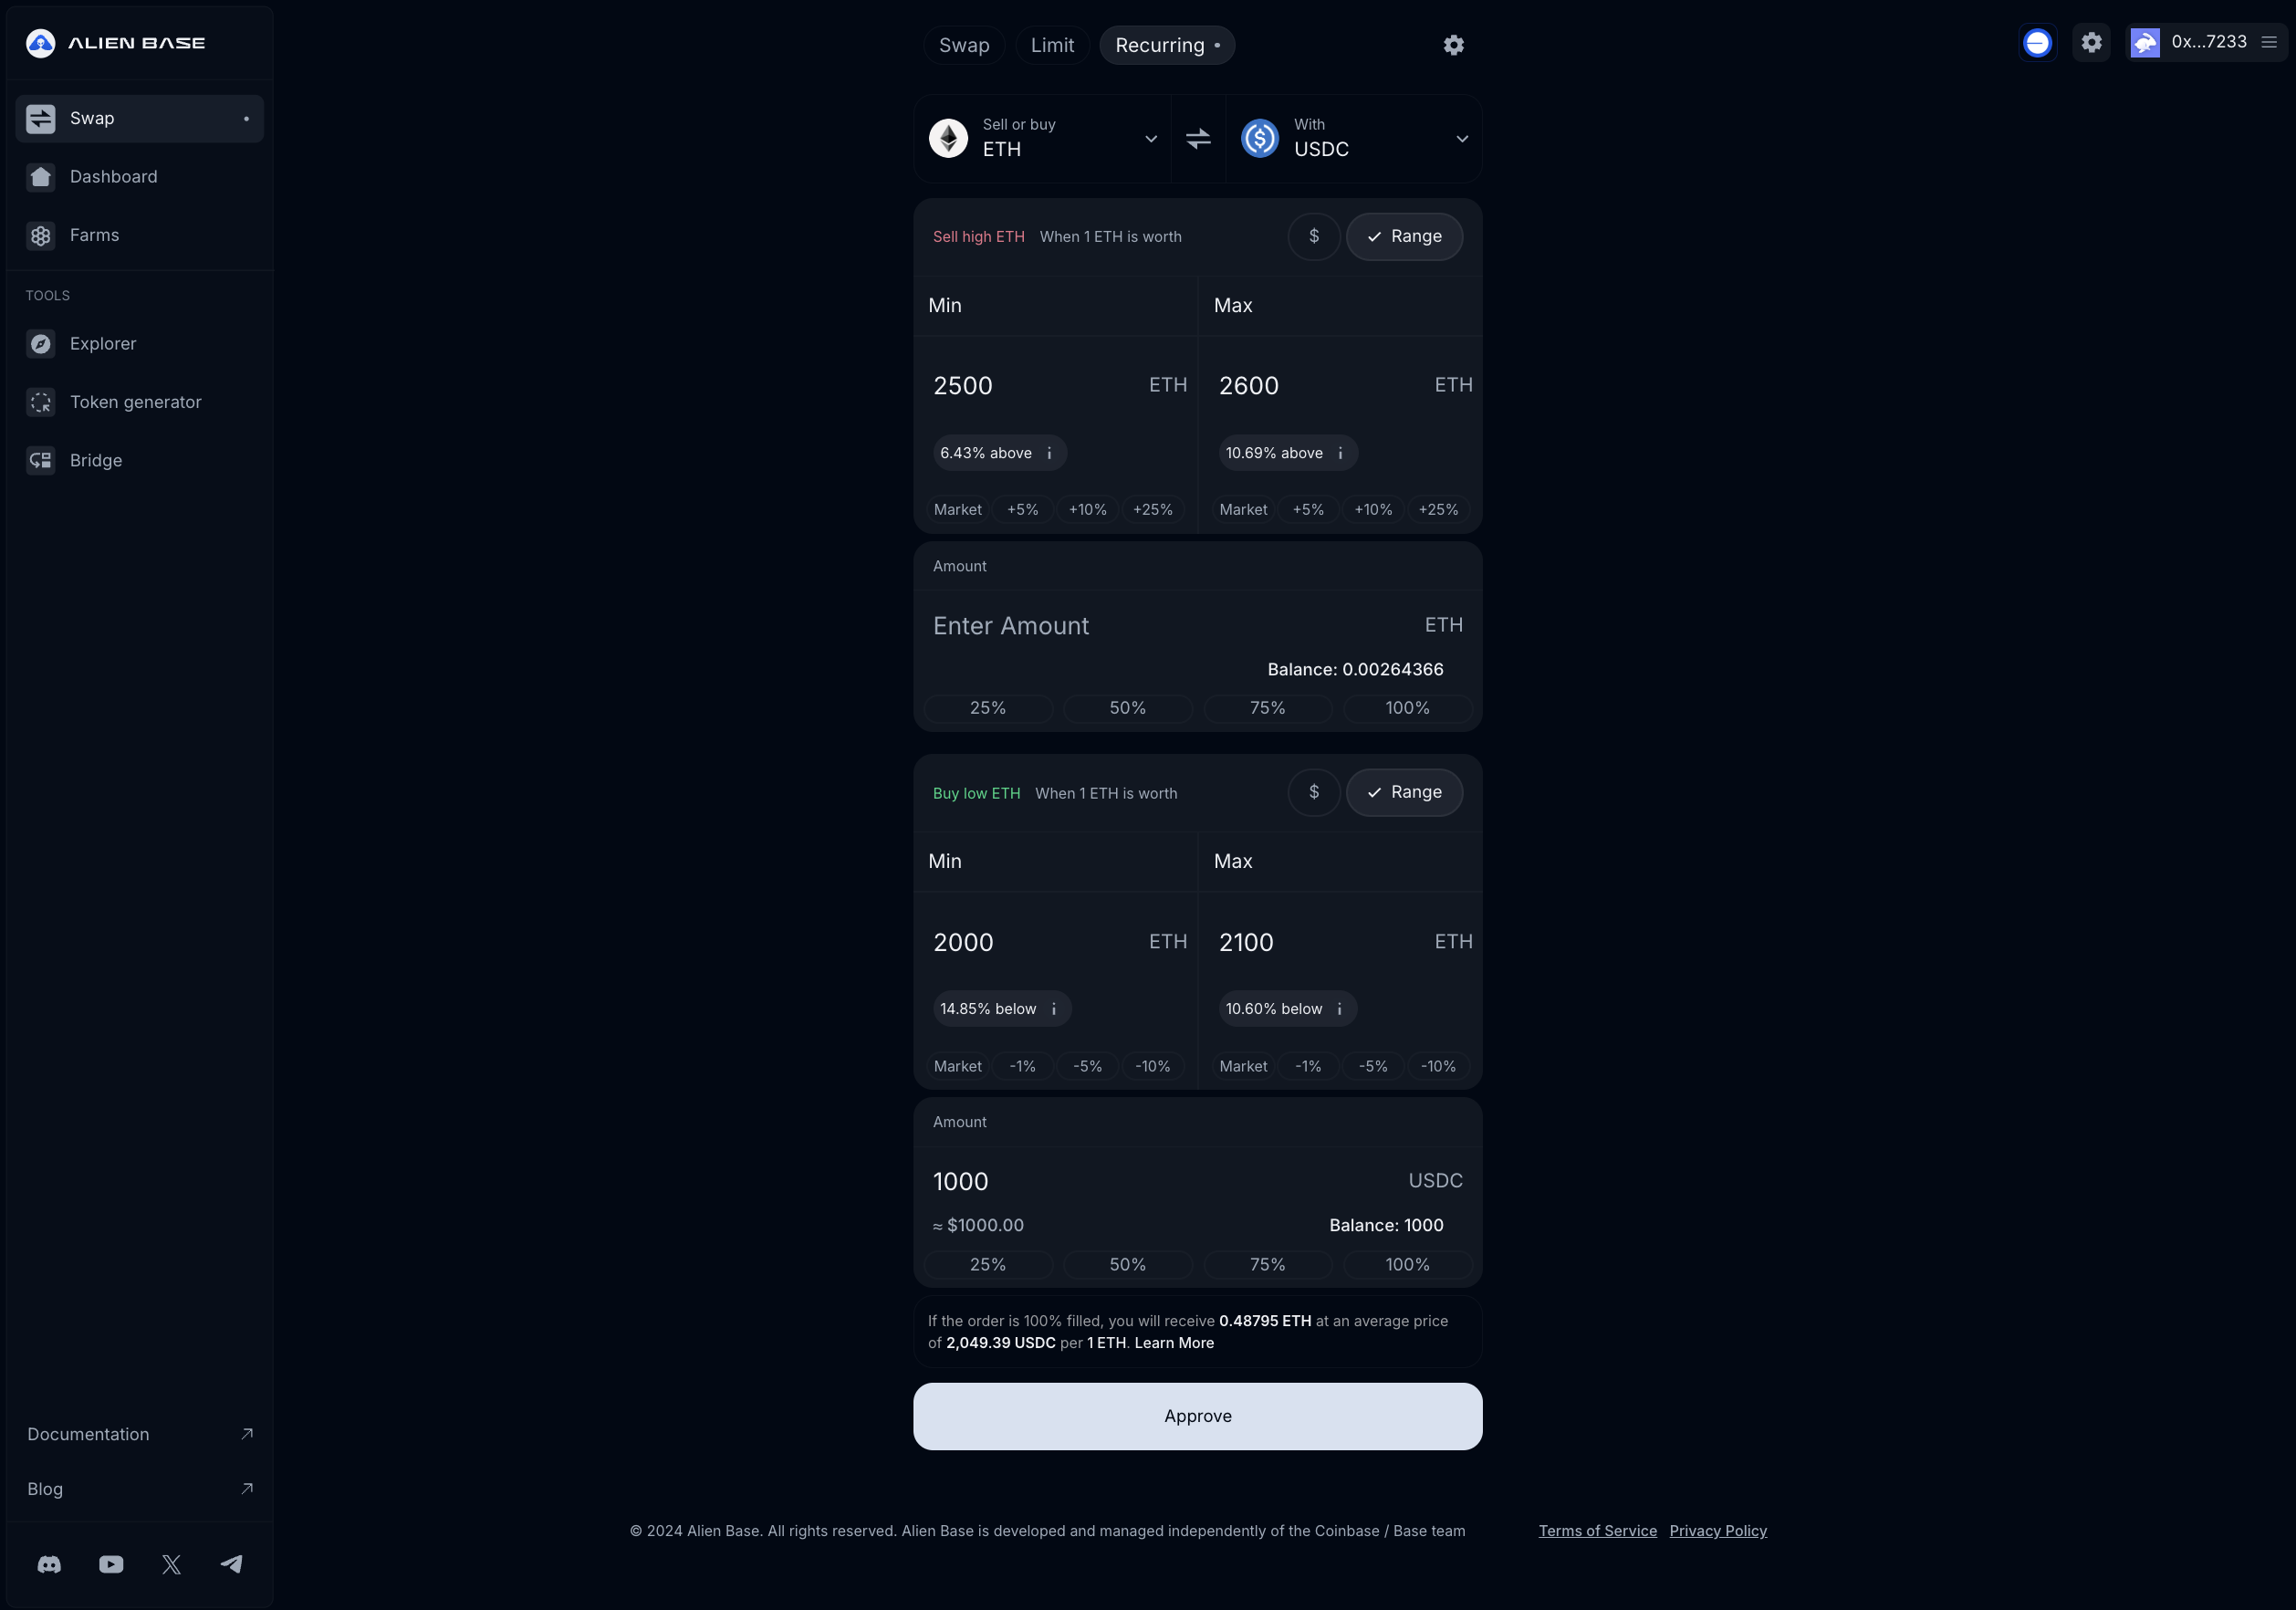 ALIEN BASE
Swap
Dashboard
Farms
TOOLS
Explorer
Token generator
Bridge
Documentation
Blog
Swap Limit Recurring
0x...7233
Sell or buy
ETH
With
USDC
Sell high ETH When 1 ETH is worth $ Range
Min Max
2500 ETH 2600 ETH
6.43% above i 10.69% above i
Market +5% +10% +25% Market +5% +10% +25%
Amount
Enter Amount ETH
Balance: 0.00264366
25% 50% 75% 100%
Buy low ETH When 1 ETH is worth $ Range
Min Max
2000 ETH 2100 ETH
14.85% below i 10.60% below i
Market -1% -5% -10% Market -1% -5% -10%
Amount
1000 USDC
≈ $1000.00 Balance: 1000
25% 50% 75% 100%
If the order is 100% filled, you will receive 0.48795 ETH at an average price
of 2,049.39 USDC per 1 ETH. Learn More
Approve
© 2024 Alien Base. All rights reserved. Alien Base is developed and managed independently of the Coinbase / Base team Terms of Service Privacy Policy